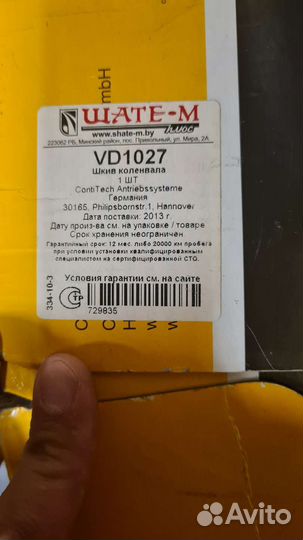 ШАТЕ-М
плюс
www.shate-m.by
223062 РБ, Минский район, пос. Привольный, ул. Мира, 2А
VD1027
Шкив коленвала
1 ШТ
ContiTech Antriebssysteme
Германия
30165, Philipsbornstr.1, Hannover
Дата поставки: 2013 г.
Дату произ-ва см. на упаковке / товаре
Срок хранения неограничен
Гарантийный срок: 12 мес. либо 20000 км пробега
при условии установки квалифицированным
специалистом на сертифицированной СТО.
Условия гарантии см. на сайте
334-10-3
ТР
729835
mbH
Avito